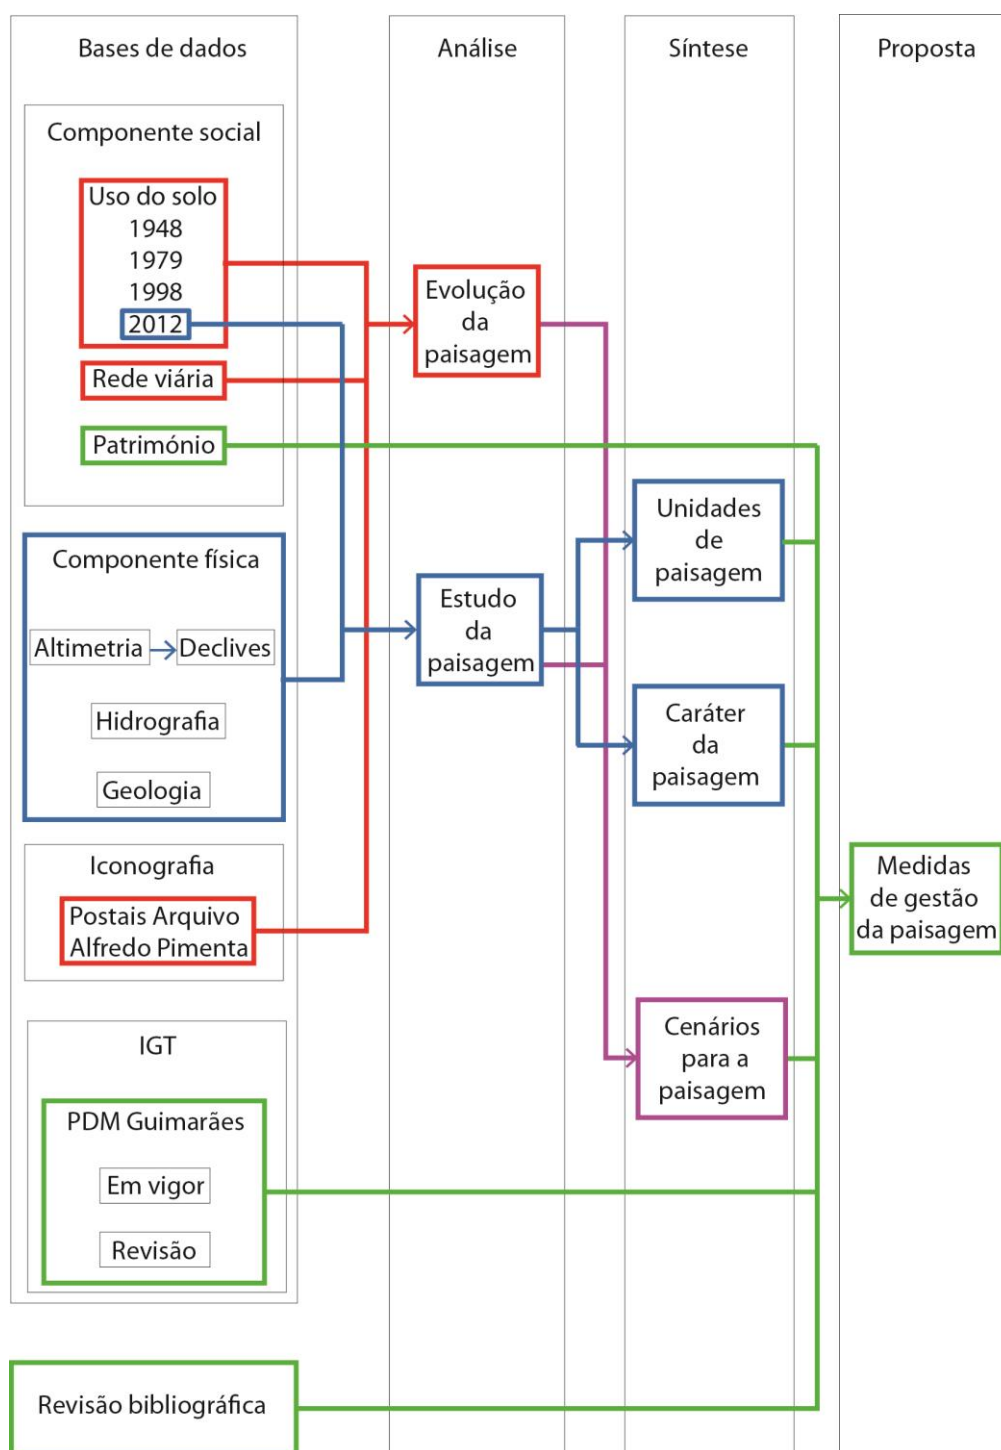 Bases de dados
Componente social
Uso do solo
1948
1979
1998
2012
Rede viária
Património
Componente física
Altimetria
Declives
Hidrografia
Geologia
Iconografia
Postais Arquivo
Alfredo Pimenta
IGT
PDM Guimarães
Em vigor
Revisão
Revisão bibliográfica
Análise
Evolução
da
paisagem
Estudo
da
paisagem
Síntese
Unidades
de
paisagem
Caráter
da
paisagem
Cenários
para a
paisagem
Proposta
Medidas
de gestão
da paisagem